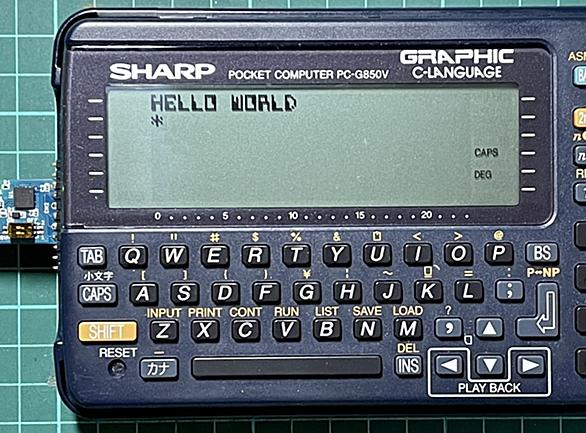 SHARP POCKET COMPUTER PC-G850V GRAPHIC C-LANGUAGE
HELLO WORLD
*
CAPS
DEG
0 5 10 15 20
! " # $ % & < > @
TAB Q W E R T Y U I O P BS
小文字 [ ] { } ¥ : ~ = : P↔NP
CAPS A S D F G H J K L ;
INPUT PRINT CONT RUN LIST SAVE LOAD ?
SHIFT Z X C V B N M , ▲
RESET DEL
カナ INS ◀ ▼ ▶
PLAY BACK